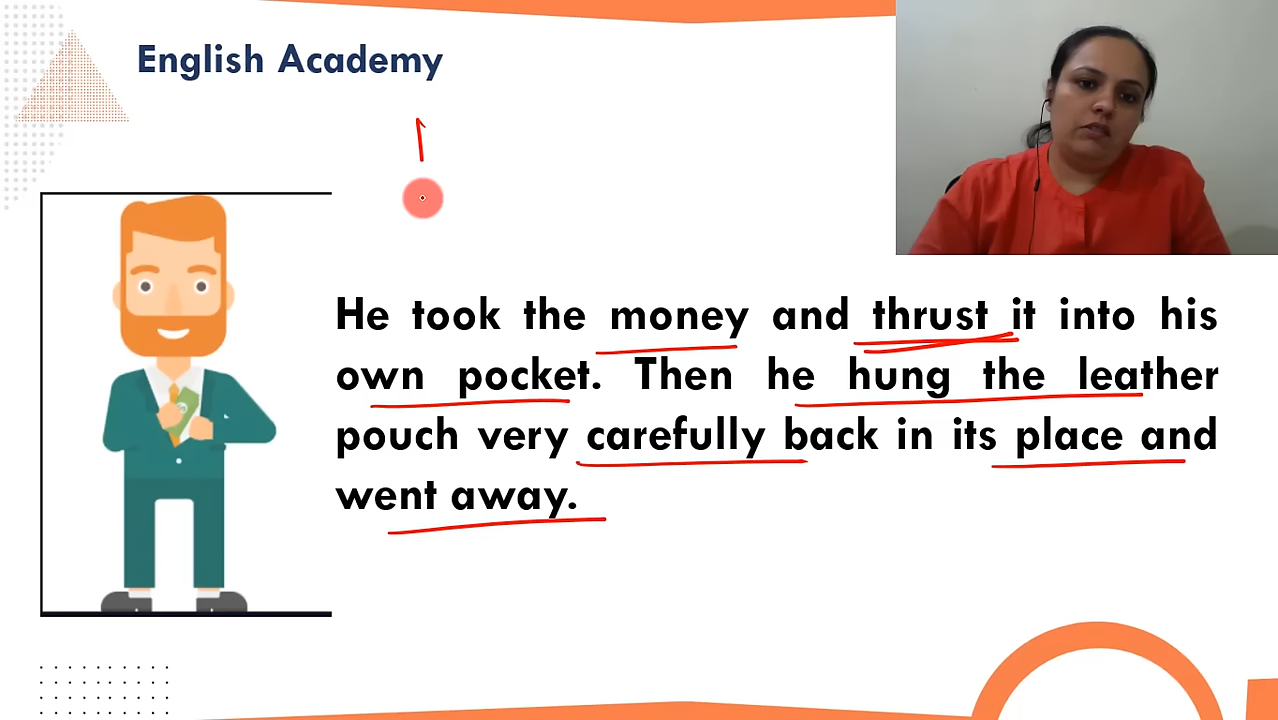 English Academy
He took the money and thrust it into his
own pocket. Then he hung the leather
pouch very carefully back in its place and
went away.